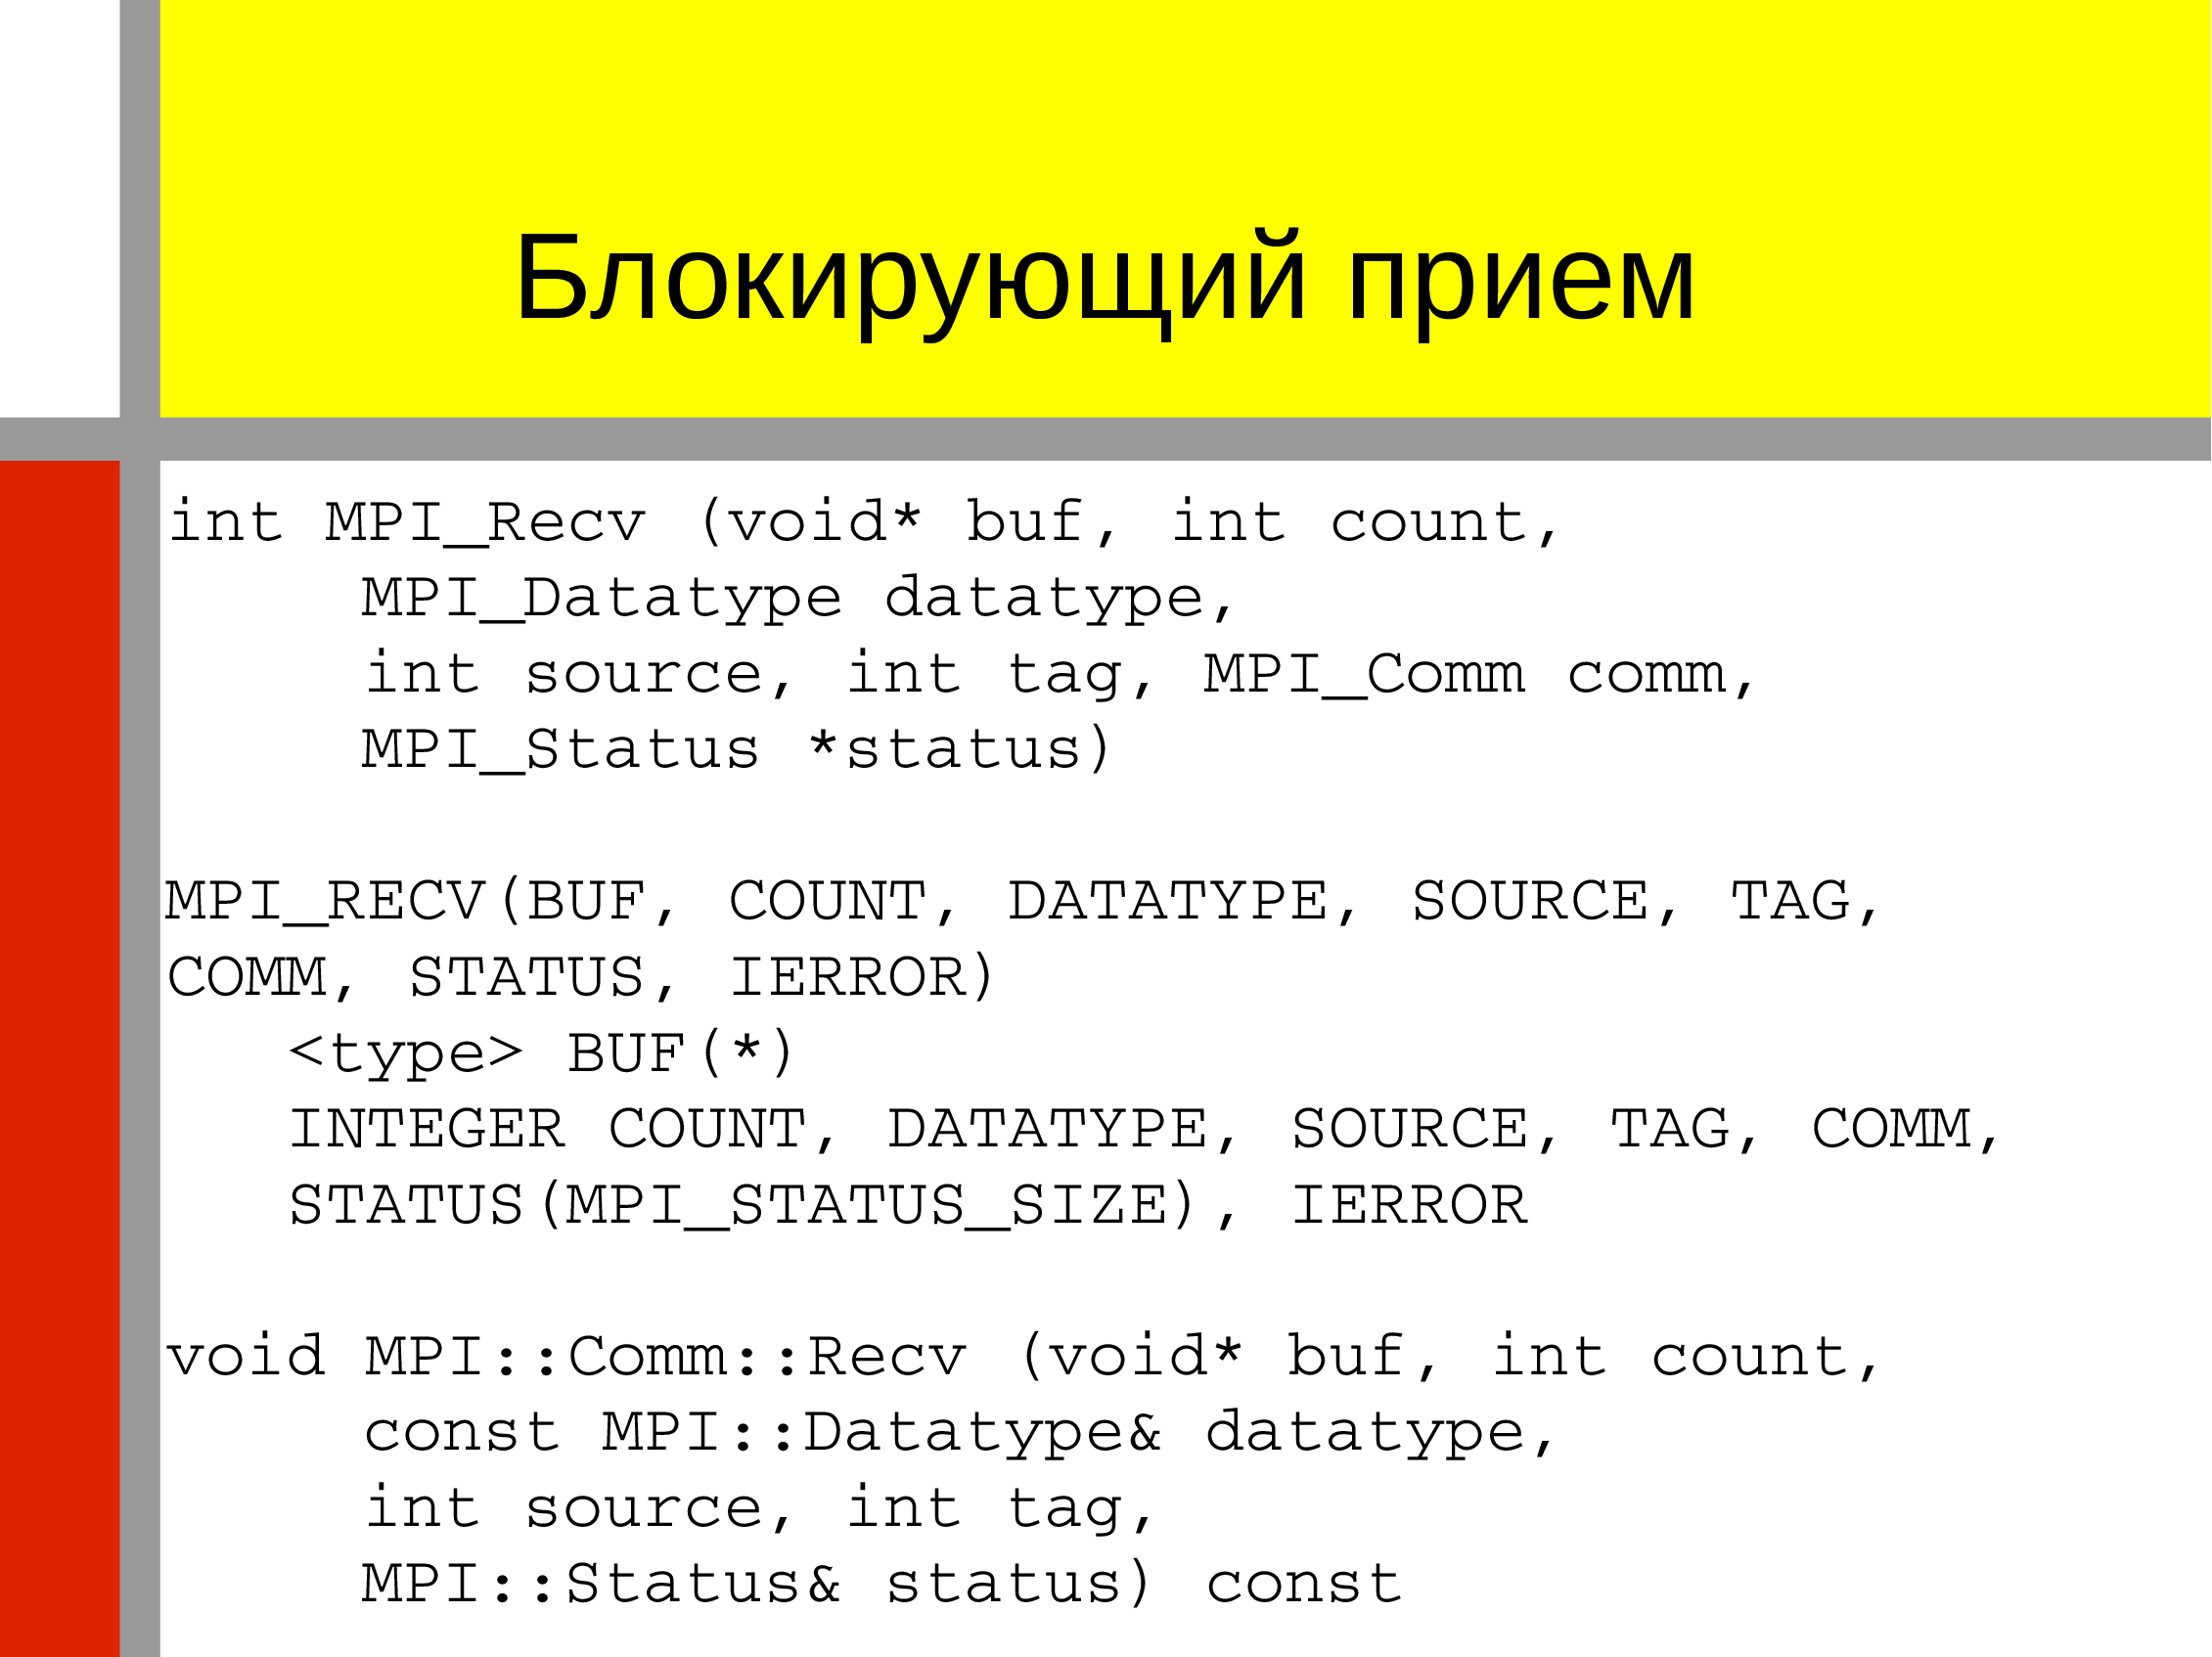 Блокирующий прием
int MPI_Recv (void* buf, int count,
MPI_Datatype datatype,
int source, int tag, MPI_Comm comm,
MPI_Status *status)
MPI_RECV(BUF, COUNT, DATATYPE, SOURCE, TAG,
COMM, STATUS, IERROR)
<type> BUF(*)
INTEGER COUNT, DATATYPE, SOURCE, TAG, COMM,
STATUS(MPI_STATUS_SIZE), IERROR
void MPI::Comm::Recv (void* buf, int count,
const MPI::Datatype& datatype,
int source, int tag,
MPI::Status& status) const